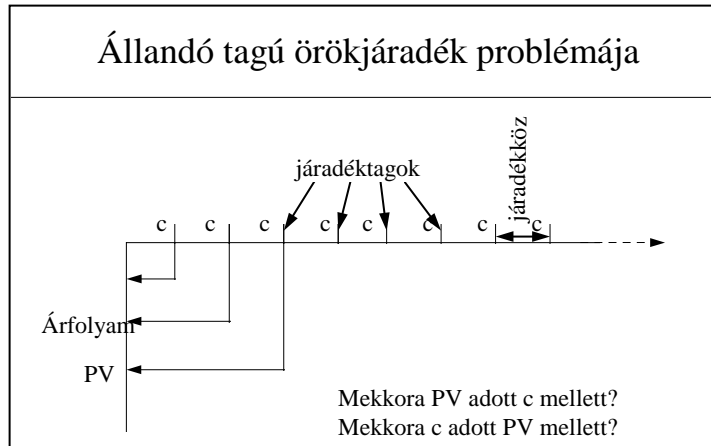 Állandó tagú örökjáradék problémája
járadéktagok
járadékköz
c c c c c c c c
Árfolyam
PV
Mekkora PV adott c mellett?
Mekkora c adott PV mellett?